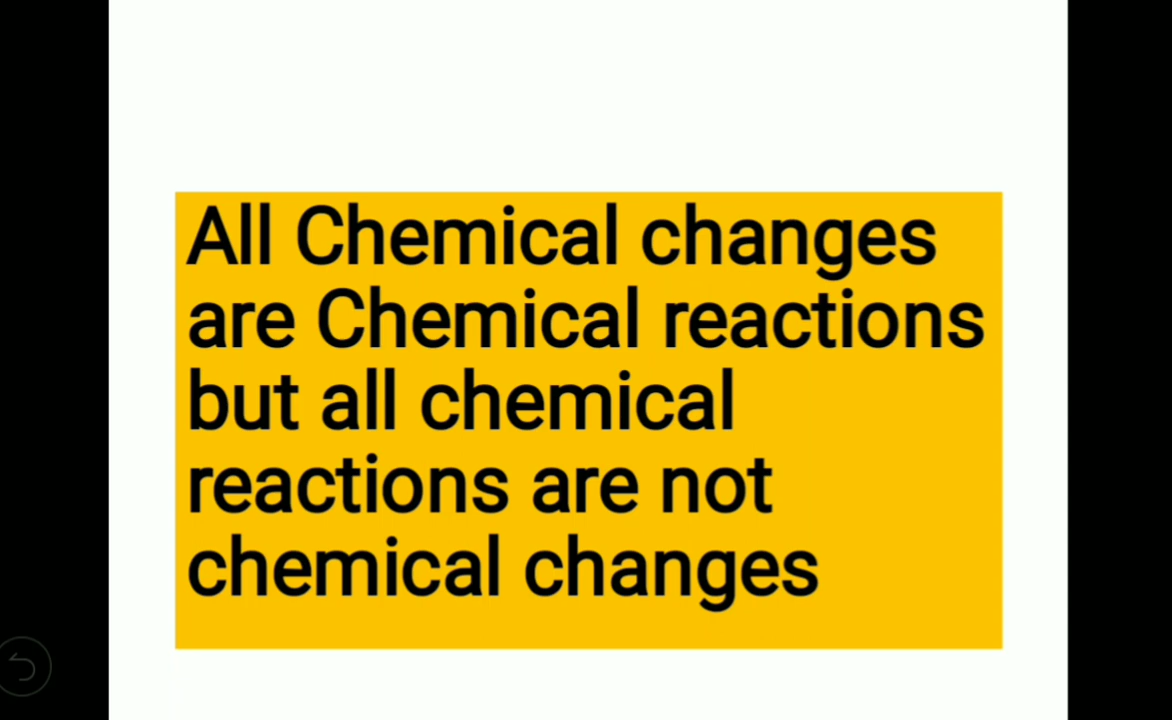 All Chemical changes
are Chemical reactions
but all chemical
reactions are not
chemical changes